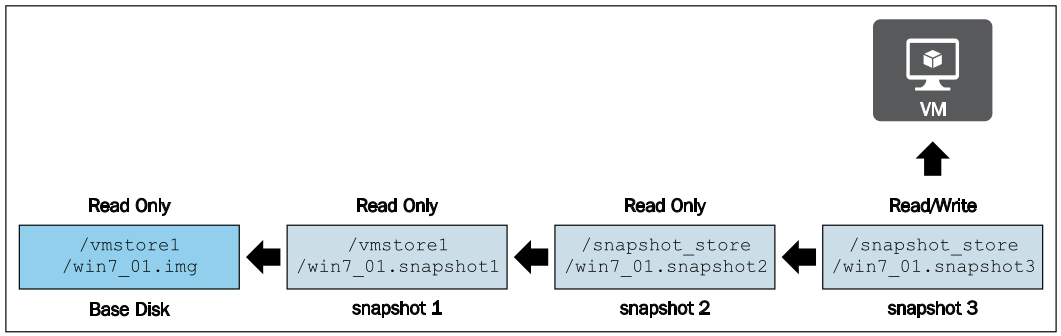 VM
Read Only
Read Only
Read Only
Read/Write
/vmstore1
/win7_01.img
/vmstore1
/win7_01.snapshot1
/snapshot_store
/win7_01.snapshot2
/snapshot_store
/win7_01.snapshot3
Base Disk
snapshot 1
snapshot 2
snapshot 3